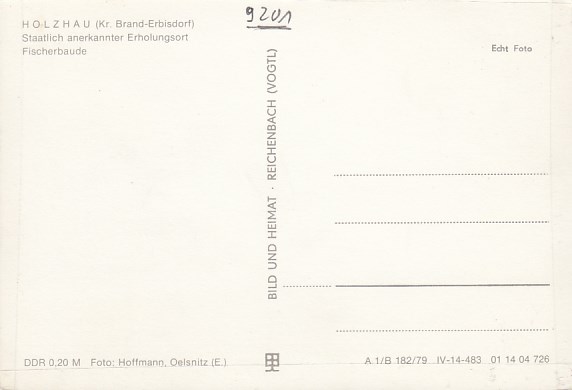 9201
H O L Z H A U (Kr. Brand-Erbisdorf)
Staatlich anerkannter Erholungsort
Fischerbaude
Echt Foto
BILD UND HEIMAT · REICHENBACH (VOGTL)
DDR 0,20 M Foto: Hoffmann, Oelsnitz (E.)
A 1/B 182/79 IV-14-483 01 14 04 726